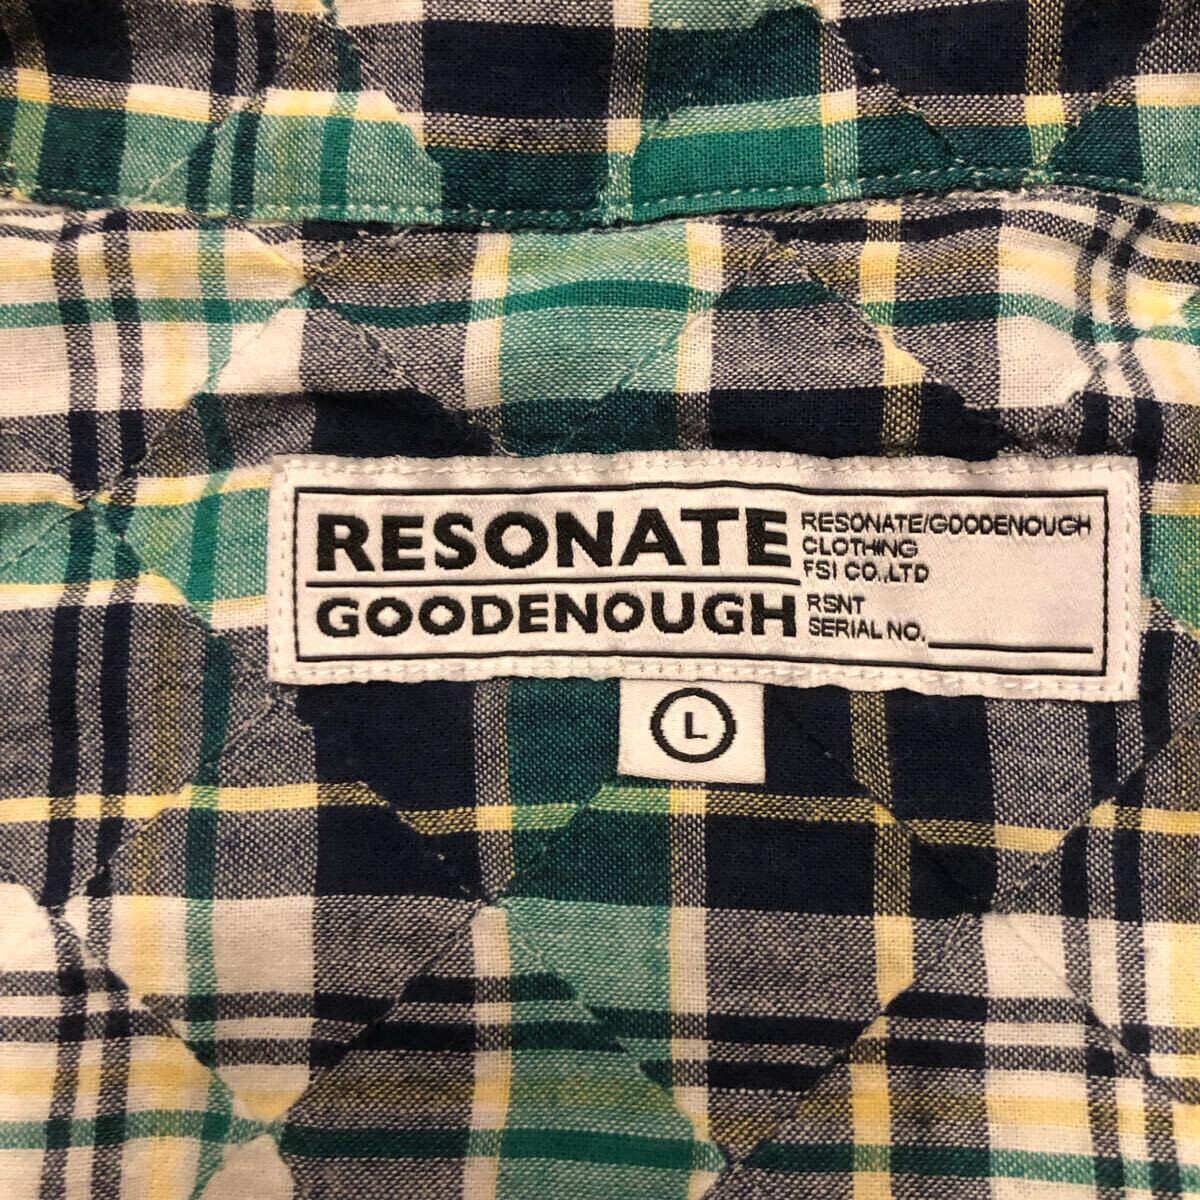 RESONATE
GOODENOUGH
RESONATE/GOODENOUGH
CLOTHING
FSI CO.,LTD
RSNT
SERIAL NO.
L